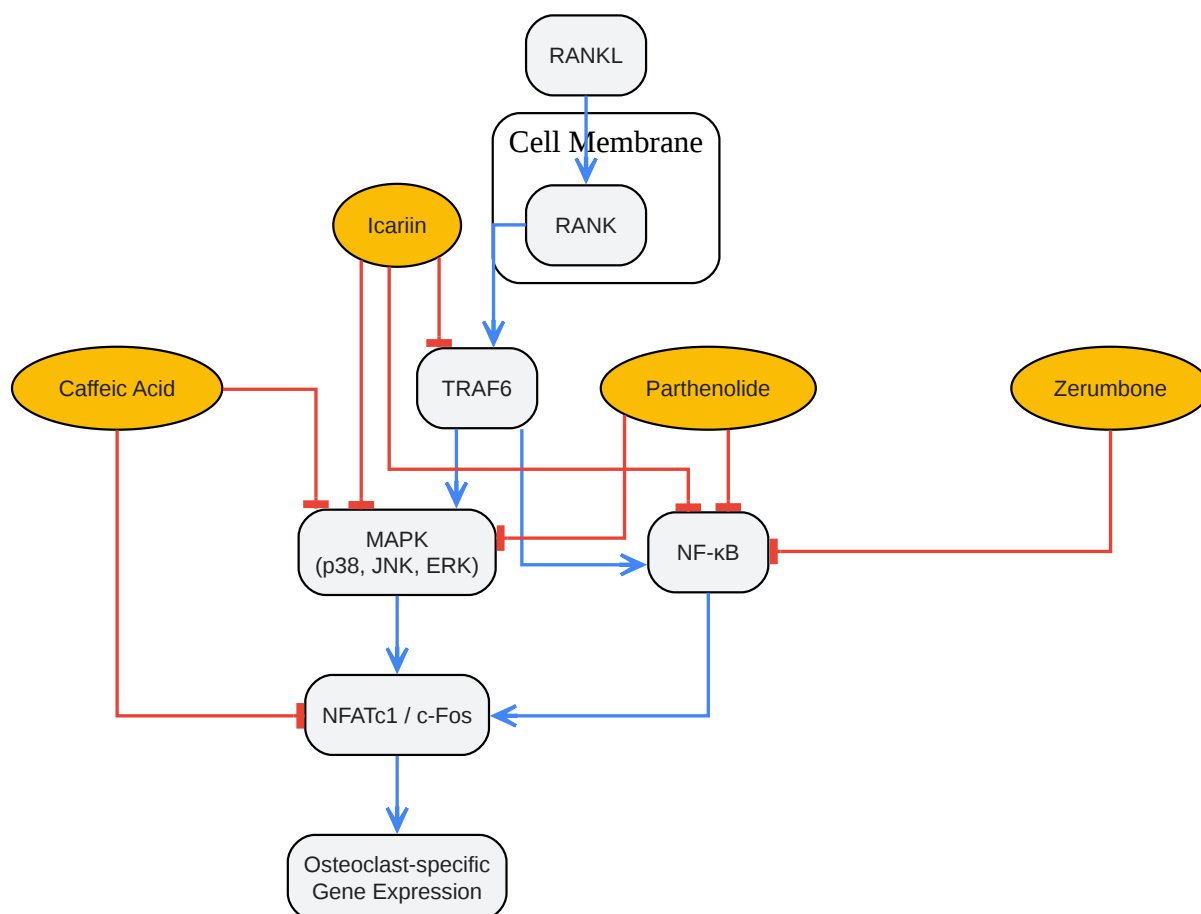 RANKL
Cell Membrane
RANK
Icariin
Caffeic Acid
TRAF6
Parthenolide
Zerumbone
MAPK
(p38, JNK, ERK)
NF-κB
NFATc1 / c-Fos
Osteoclast-specific
Gene Expression